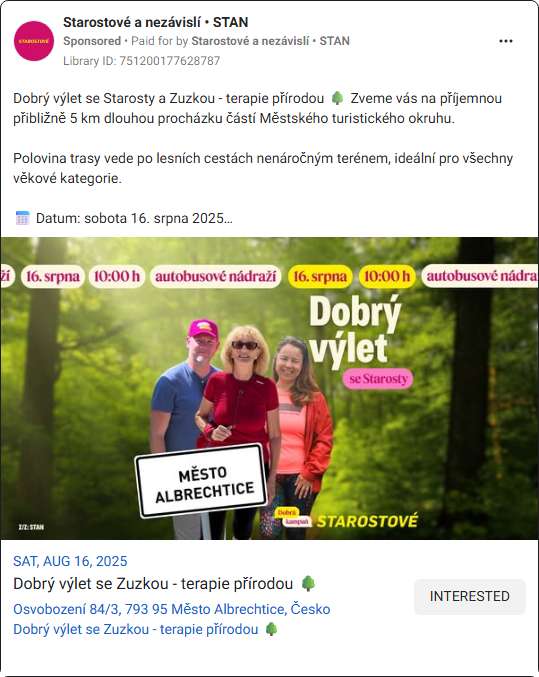 Starostové a nezávislí • STAN
STAROSTOVÉ
Sponsored • Paid for by Starostové a nezávislí • STAN
Library ID: 751200177628787
Dobrý výlet se Starosty a Zuzkou - terapie přírodou 🌳 Zveme vás na příjemnou
přibližně 5 km dlouhou procházku částí Městského turistického okruhu.
Polovina trasy vede po lesních cestách nenáročným terénem, ideální pro všechny
věkové kategorie.
📅 Datum: sobota 16. srpna 2025…
ží 16. srpna 10:00 h autobusové nádraží 16. srpna 10:00 h autobusové nádra
Dobrý
výlet
se Starosty
MĚSTO
ALBRECHTICE
Dobrá
kampaň
STAROSTOVÉ
Z/Z: STAN
SAT, AUG 16, 2025
Dobrý výlet se Zuzkou - terapie přírodou 🌳
INTERESTED
Osvobození 84/3, 793 95 Město Albrechtice, Česko
Dobrý výlet se Zuzkou - terapie přírodou 🌳